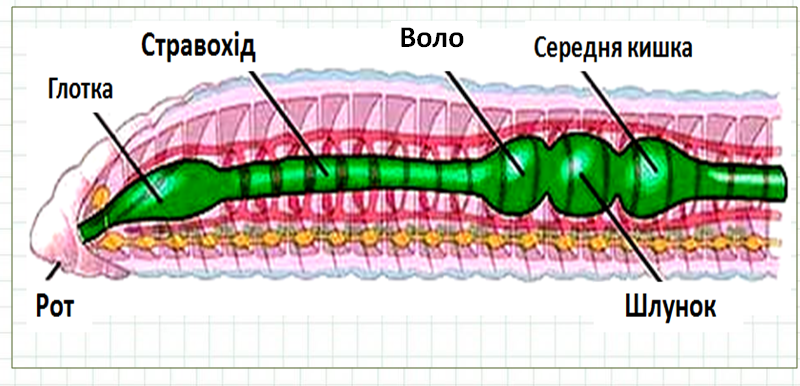 Стравохід
Воло
Середня кишка
Глотка
Рот
Шлунок